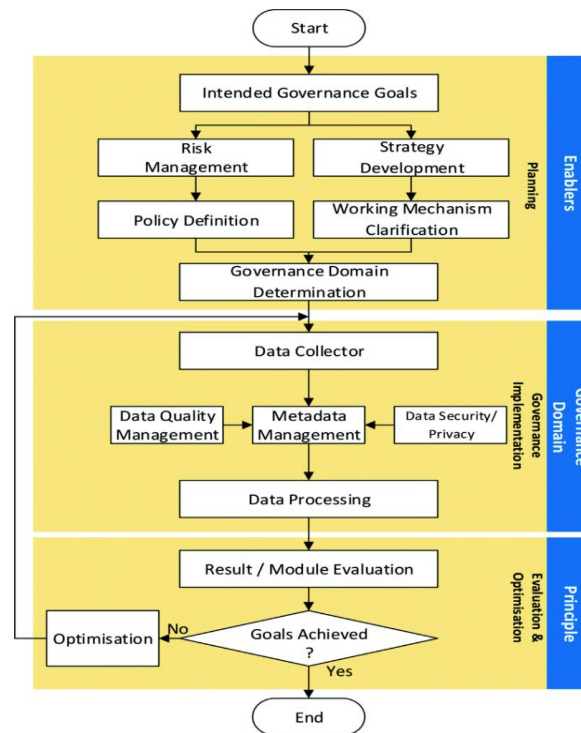 Start
Intended Governance Goals
Risk
Management
Strategy
Development
Policy Definition
Working Mechanism
Clarification
Governance Domain
Determination
Planning
Enablers
Data Collector
Data Quality
Management
Metadata
Management
Data Security/
Privacy
Data Processing
Governance
Implementation
Governance
Domain
Result / Module Evaluation
Optimisation
No
Goals Achieved
?
Yes
Evaluation &
Optimisation
Principle
End